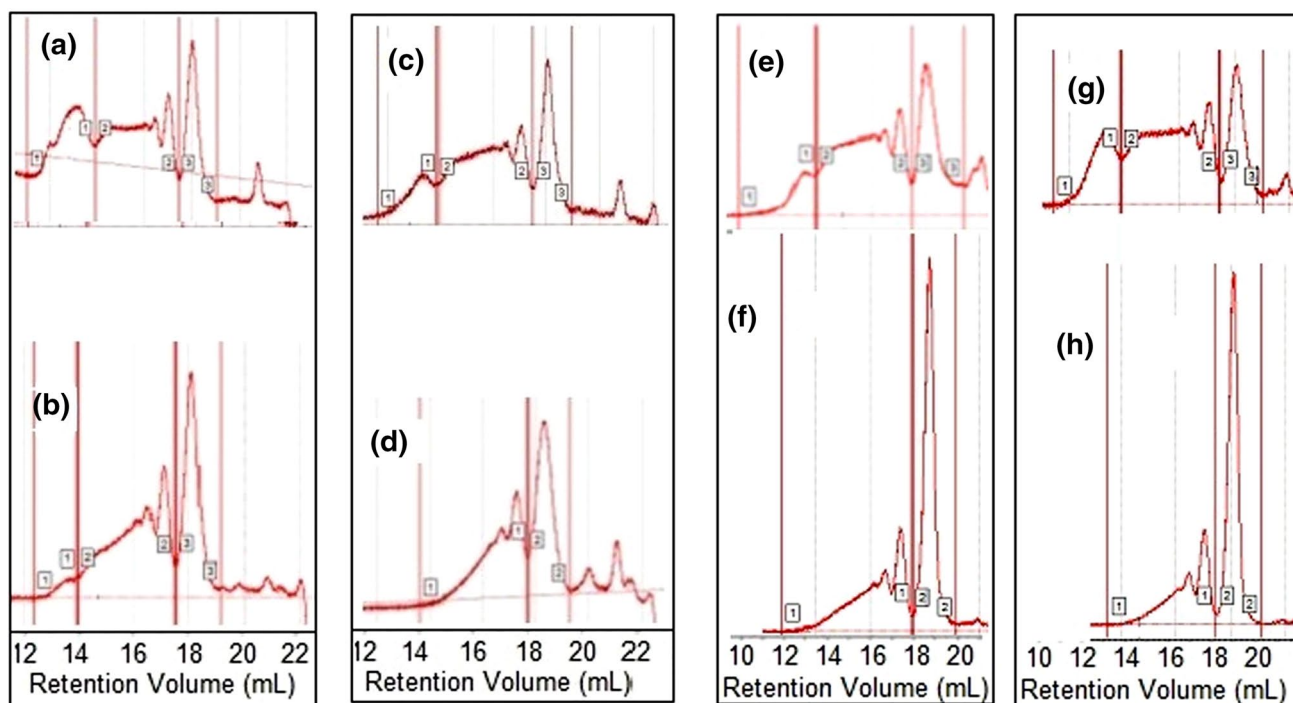 (a)
1 1 2 2 3 3
(b)
1 1 2 2 3 3
12 14 16 18 20 22
Retention Volume (mL)
(c)
1 1 2 2 3 3
(d)
1 1 2 2
12 14 16 18 20 22
Retention Volume (mL)
(e)
1 1 2 2 3 3
(f)
1 1 2 2
10 12 14 16 18 20
Retention Volume (mL)
(g)
1 1 2 2 3 3
(h)
1 1 2 2
10 12 14 16 18 20
Retention Volume (mL)